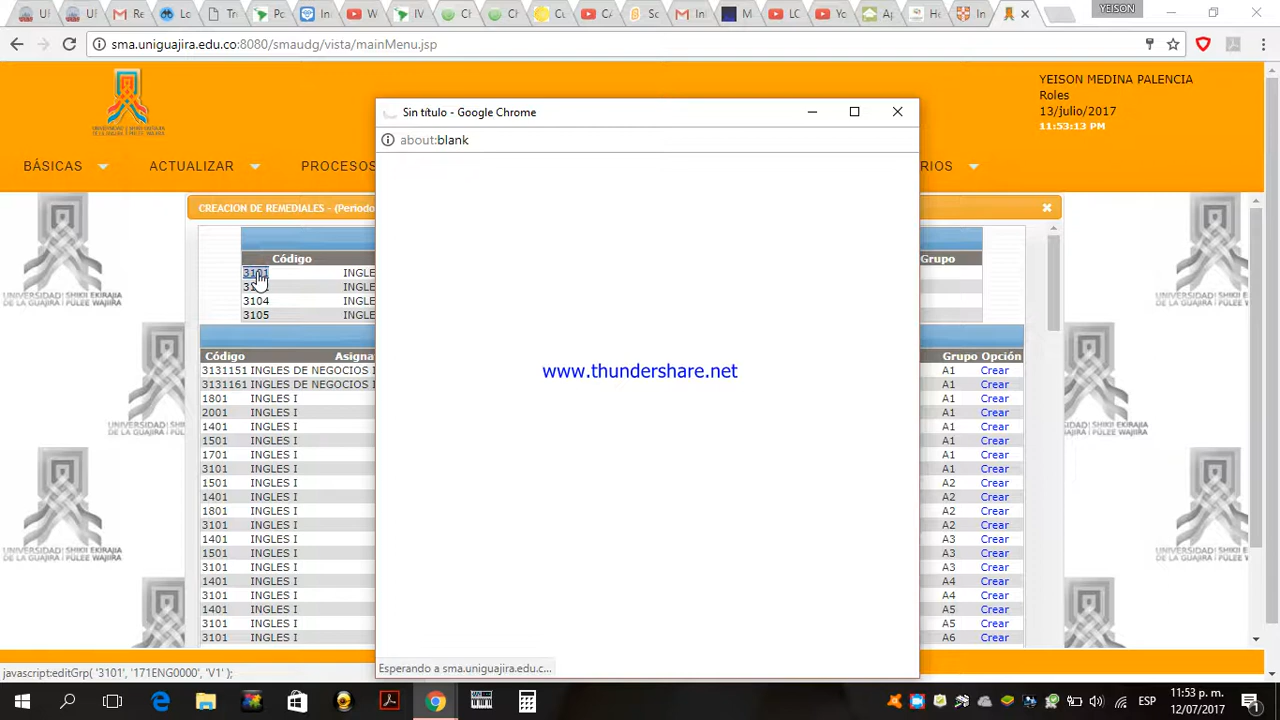 YEISON
sma.uniguajira.edu.co:8080/smaudg/vista/mainMenu.jsp
YEISON MEDINA PALENCIA
Roles
13/julio/2017
11:53:13 PM
BÁSICAS
ACTUALIZAR
PROCESOS
RIOS
Sin título - Google Chrome
about:blank
CREACION DE REMEDIALES - (Periodo
Código
Grupo
3101 INGLE
INGLE
3104 INGLE
3105 INGLE
Código Asigna Grupo Opción
3131151 INGLES DE NEGOCIOS I A1 Crear
3131161 INGLES DE NEGOCIOS I A1 Crear
1801 INGLES I A1 Crear
2001 INGLES I A1 Crear
1401 INGLES I A1 Crear
1501 INGLES I A1 Crear
1701 INGLES I A1 Crear
3101 INGLES I A1 Crear
1501 INGLES I A2 Crear
1401 INGLES I A2 Crear
1801 INGLES I A2 Crear
3101 INGLES I A2 Crear
1401 INGLES I A3 Crear
1501 INGLES I A3 Crear
3101 INGLES I A3 Crear
1401 INGLES I A4 Crear
3101 INGLES I A4 Crear
1401 INGLES I A5 Crear
3101 INGLES I A5 Crear
3101 INGLES I A6 Crear
www.thundershare.net
Esperando a sma.uniguajira.edu.c...
javascript:editGrp( '3101', '171ENG0000', 'V1' );
ESP
11:53 p. m.
12/07/2017